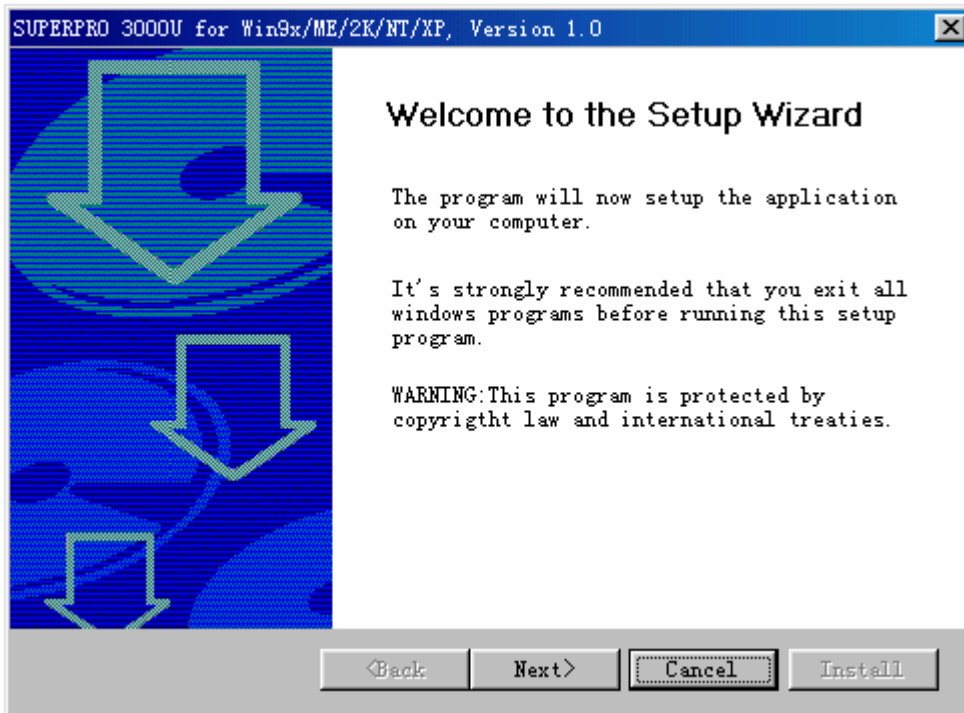 SUPERPRO 3000U for Win9x/ME/2K/NT/XP, Version 1.0
Welcome to the Setup Wizard
The program will now setup the application
on your computer.
It's strongly recommended that you exit all
windows programs before running this setup
program.
WARNING:This program is protected by
copyrigtht law and international treaties.
<Back Next> Cancel Install